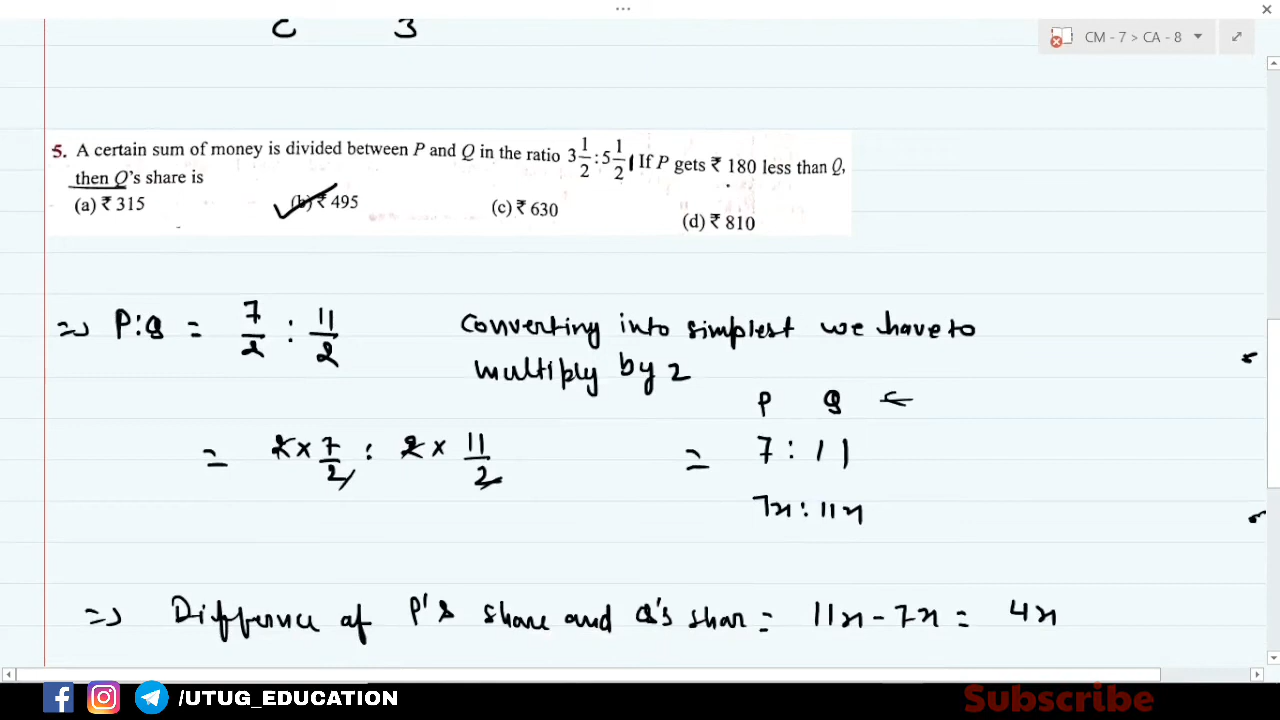 C 3
CM - 7 > CA - 8
5. A certain sum of money is divided between P and Q in the ratio 3 1/2 : 5 1/2. If P gets ₹ 180 less than Q,
then Q's share is
(a) ₹ 315 (b) ₹ 495 (c) ₹ 630 (d) ₹ 810
=> P:Q = 7/2 : 11/2 Converting into simplest we have to
multiply by 2
P Q ←
= 2 × 7/2 : 2 × 11/2 = 7 : 11
7x : 11x
=> Differnce of P's share and Q's shar = 11x - 7x = 4x
/UTUG_EDUCATION
Subscribe